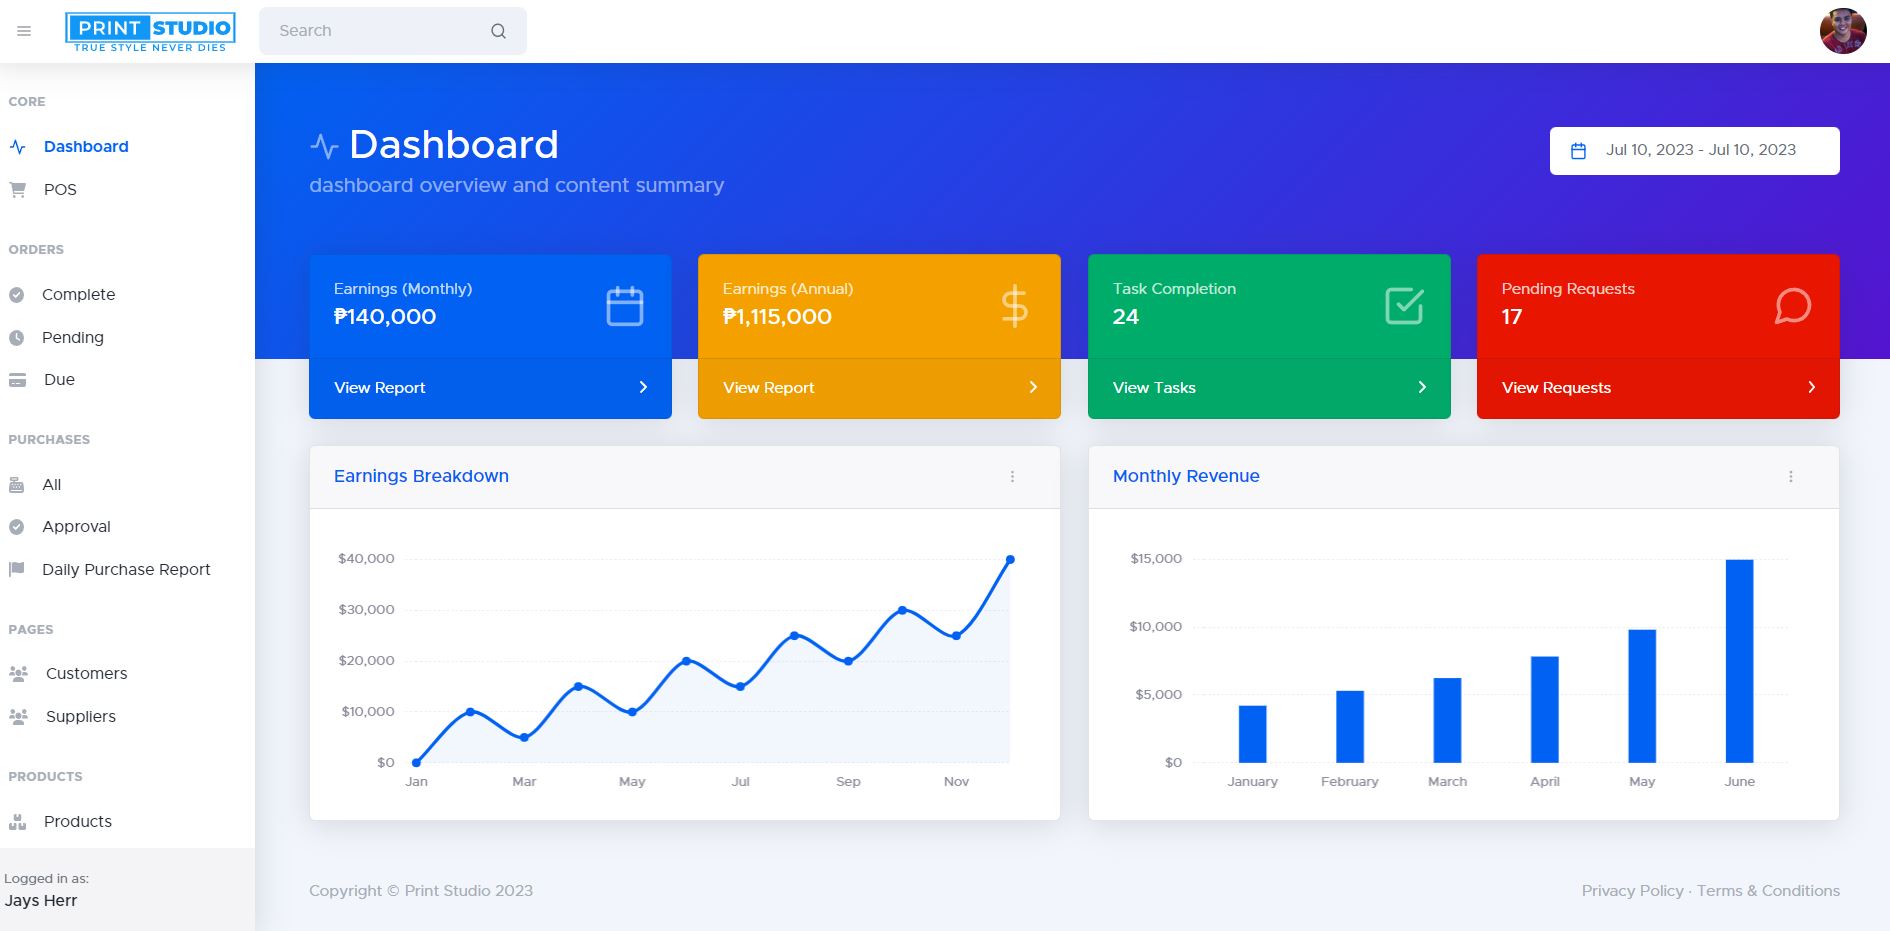 PRINT STUDIO
TRUE STYLE NEVER DIES
Search
CORE
Dashboard
POS
ORDERS
Complete
Pending
Due
PURCHASES
All
Approval
Daily Purchase Report
PAGES
Customers
Suppliers
PRODUCTS
Products
Logged in as:
Jays Herr
Dashboard
dashboard overview and content summary
Jul 10, 2023 - Jul 10, 2023
Earnings (Monthly)
₱140,000
View Report
Earnings (Annual)
₱1,115,000
View Report
Task Completion
24
View Tasks
Pending Requests
17
View Requests
Earnings Breakdown
$40,000
$30,000
$20,000
$10,000
$0
Jan Mar May Jul Sep Nov
Monthly Revenue
$15,000
$10,000
$5,000
$0
January February March April May June
Copyright © Print Studio 2023
Privacy Policy · Terms & Conditions